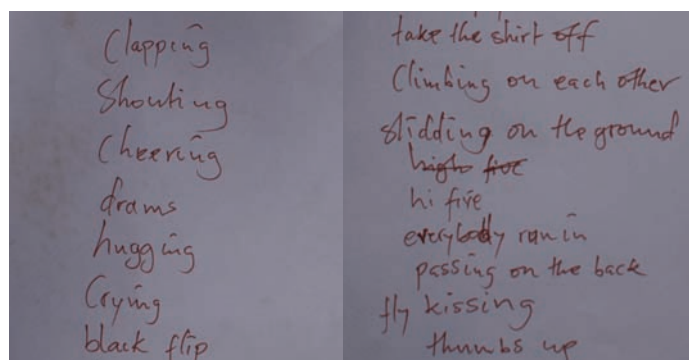 Clapping
Shouting
Cheering
drams
hugging
Crying
black flip
take the shirt off
Climbing on each other
slidding on the ground
high five
hi five
everybody run in
passing on the back
fly kissing
thumbs up